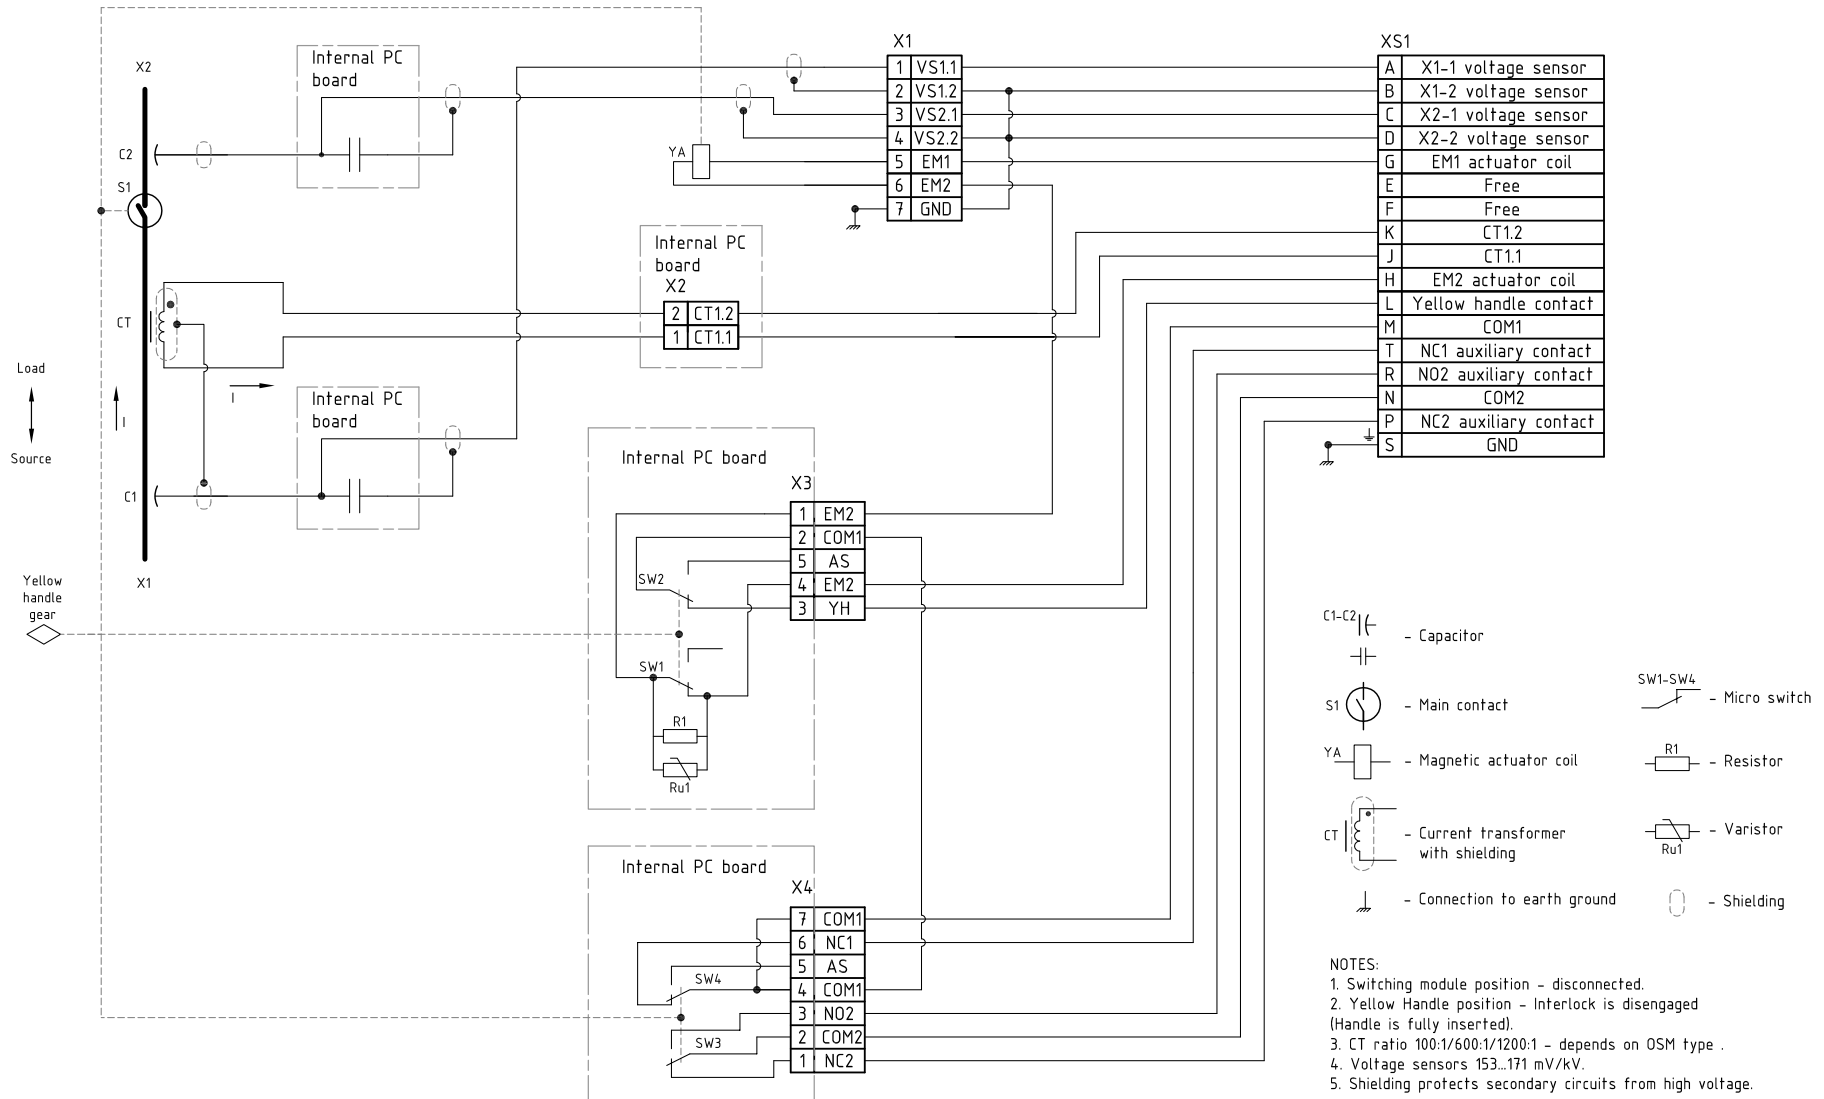 X2
Internal PC
board
C2
S1
CT
I
I
Load
Source
Internal PC
board
C1
X1
Yellow
handle
gear
YA
X1
1 VS1.1
2 VS1.2
3 VS2.1
4 VS2.2
5 EM1
6 EM2
7 GND
Internal PC
board
X2
2 CT1.2
1 CT1.1
XS1
A X1-1 voltage sensor
B X1-2 voltage sensor
C X2-1 voltage sensor
D X2-2 voltage sensor
G EM1 actuator coil
E Free
F Free
K CT1.2
J CT1.1
H EM2 actuator coil
L Yellow handle contact
M COM1
T NC1 auxiliary contact
R NO2 auxiliary contact
N COM2
P NC2 auxiliary contact
S GND
Internal PC board
X3
1 EM2
2 COM1
5 AS
4 EM2
3 YH
SW2
SW1
R1
Ru1
Internal PC board
X4
7 COM1
6 NC1
5 AS
4 COM1
3 NO2
2 COM2
1 NC2
SW4
SW3
C1-C2
- Capacitor
S1 - Main contact
YA
- Magnetic actuator coil
CT - Current transformer
with shielding
- Connection to earth ground
SW1-SW4
- Micro switch
R1
- Resistor
- Varistor
Ru1
- Shielding
NOTES:
1. Switching module position - disconnected.
2. Yellow Handle position - Interlock is disengaged
(Handle is fully inserted).
3. CT ratio 100:1/600:1/1200:1 - depends on OSM type .
4. Voltage sensors 153...171 mV/kV.
5. Shielding protects secondary circuits from high voltage.